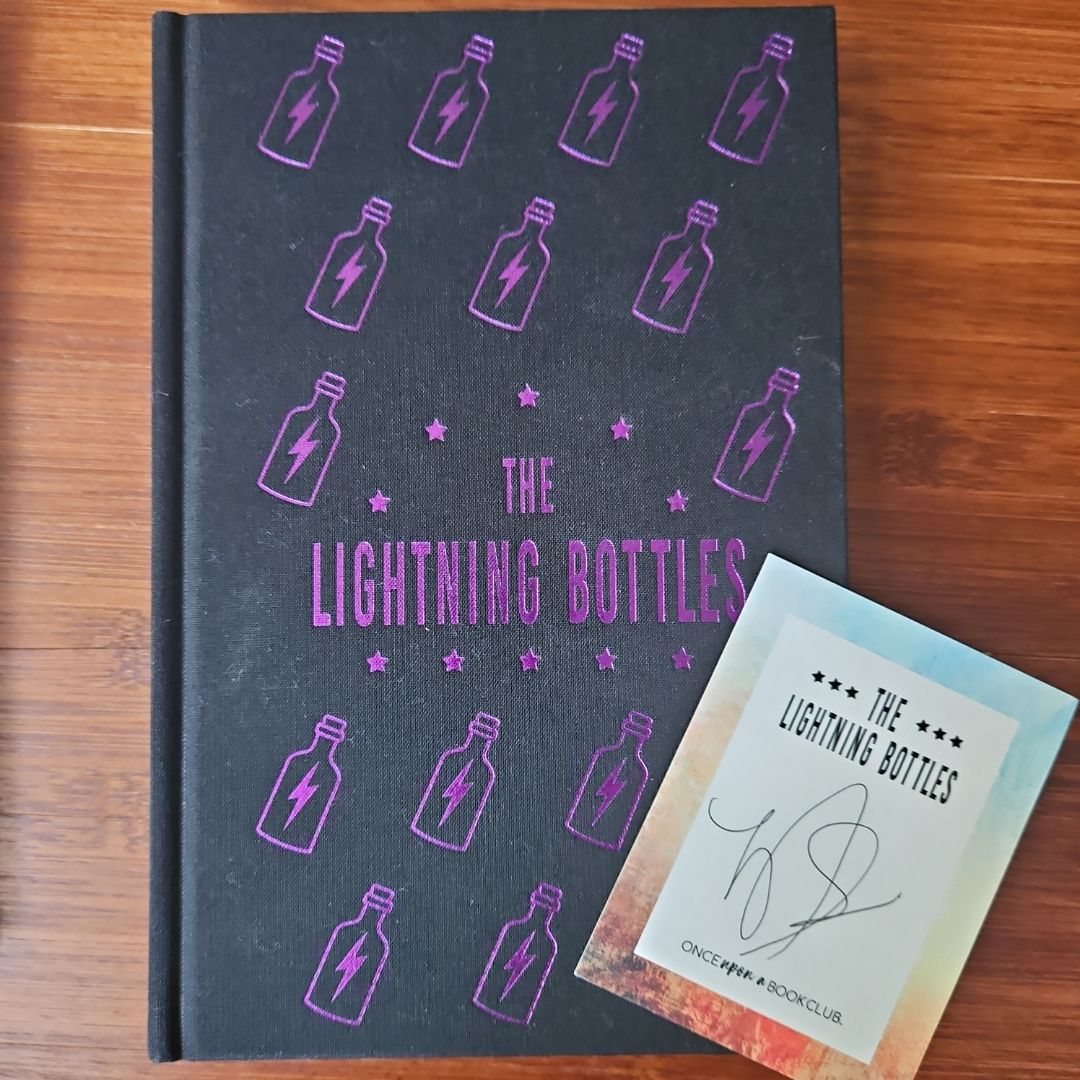 THE
LIGHTNING BOTTLES
THE
LIGHTNING BOTTLES
ONCE upon a BOOK CLUB.